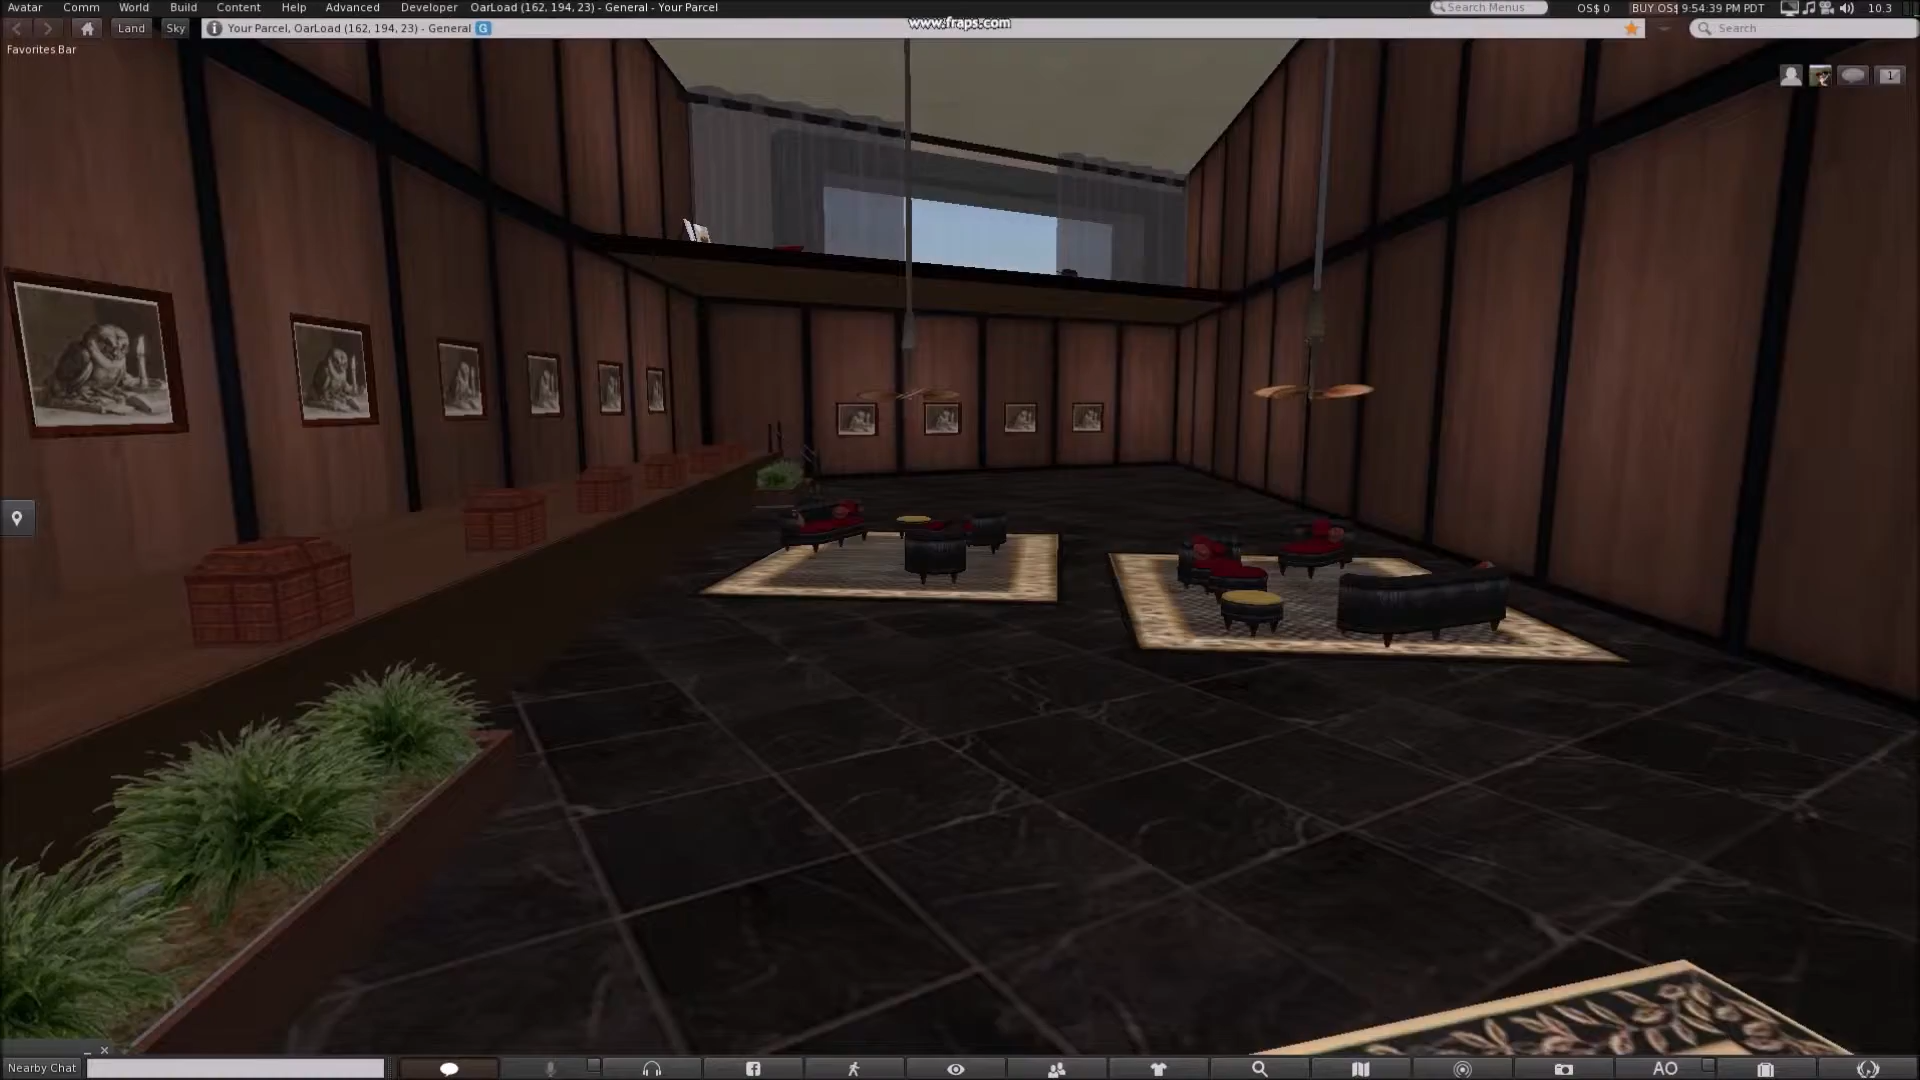 Avatar Comm World Build Content Help Advanced Developer OarLoad (162, 194, 23) - General - Your Parcel Search Menus OS$ 0 BUY OS$ 9:54:39 PM PDT 10.3
Land Sky Your Parcel, OarLoad (162, 194, 23) - General G www.fraps.com Search
Favorites Bar
1
Nearby Chat AO